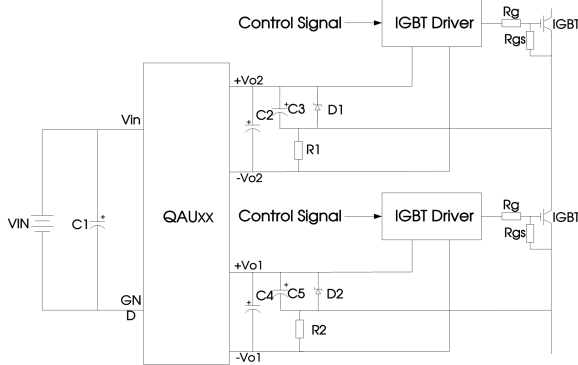 Control Signal IGBT Driver Rg IGBT
Rgs
+Vo2
C2 C3 D1
Vin
R1
-Vo2
VIN C1 QAUxx Control Signal IGBT Driver Rg IGBT
Rgs
+Vo1
GN
D
C4 C5 D2
R2
-Vo1